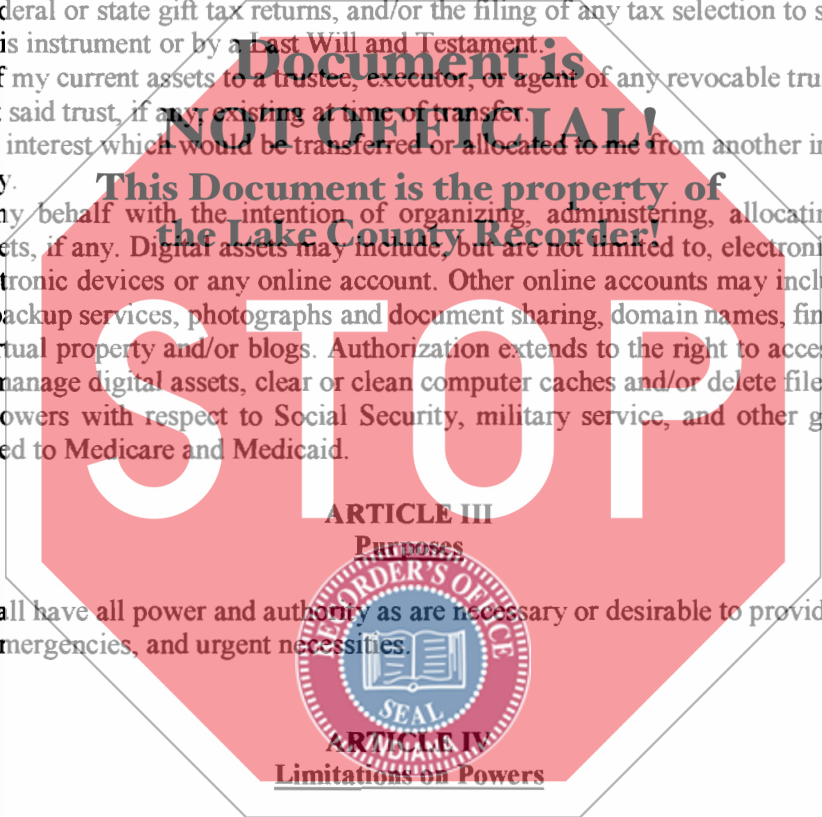 deral or state gift tax returns, and/or the filing of any tax selection to s
is instrument or by a Last Will and Testament.
Document is
f my current assets to a trustee, executor, or agent of any revocable tru
said trust, if any, existing at time of transfer.
NOT OFFICIAL!
interest which would be transferred or allocated to me from another in
y.
This Document is the property of
ny behalf with the intention of organizing, administering, allocatin
the Lake County Recorder!
ets, if any. Digital assets may include, but are not limited to, electroni
tronic devices or any online account. Other online accounts may inclu
ackup services, photographs and document sharing, domain names, fin
tual property and/or blogs. Authorization extends to the right to acces
nanage digital assets, clear or clean computer caches and/or delete file
STOP
owers with respect to Social Security, military service, and other g
ed to Medicare and Medicaid.
ARTICLE III
Purposes
RECORDER'S OFFICE
all have all power and authority as are necessary or desirable to provid
mergencies, and urgent necessities.
SEAL
INDIANA
ARTICLE IV
Limitations on Powers